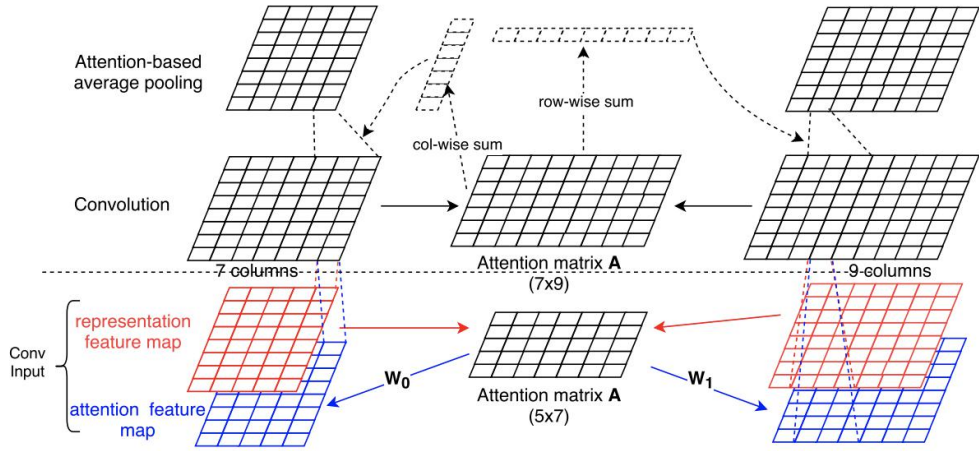 Attention-based
average pooling
col-wise sum
row-wise sum
Convolution
7 columns
Attention matrix A
(7x9)
9 columns
Conv
Input
representation
feature map
attention feature
map
W0
Attention matrix A
(5x7)
W1